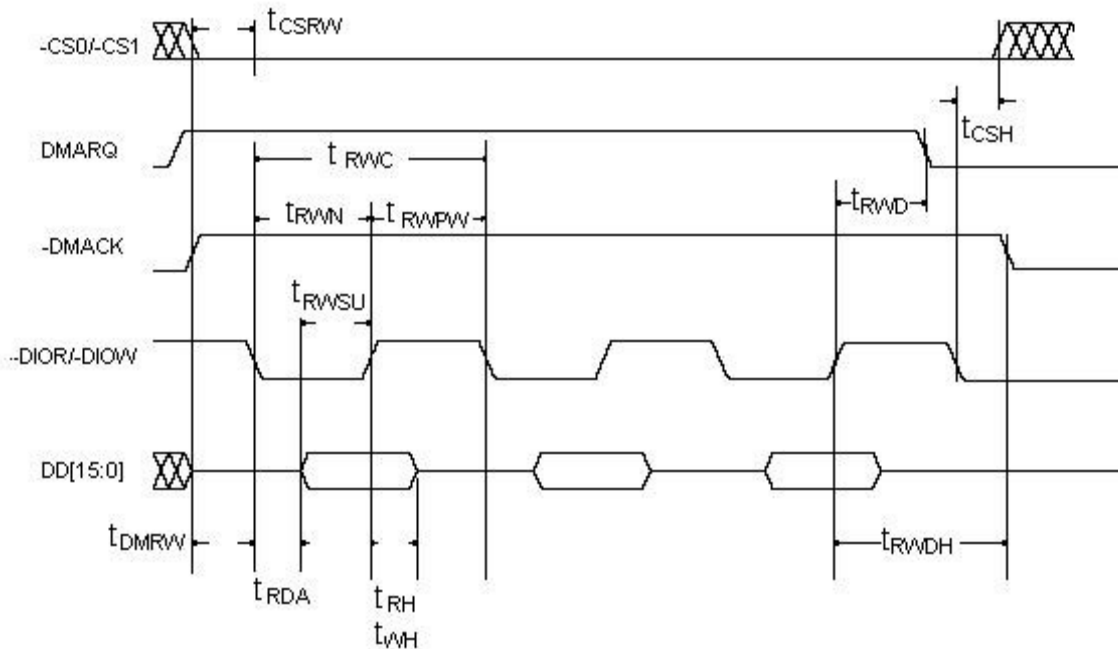 tCSRW
-CS0/-CS1
tCSH
DMARQ
tRWC
tRWD
tRWN
tRWPW
-DMACK
tRWSU
--DIOR/-DIOW
DD[15:0]
tDMRW
tRWDH
tRDA
tRH
tWH